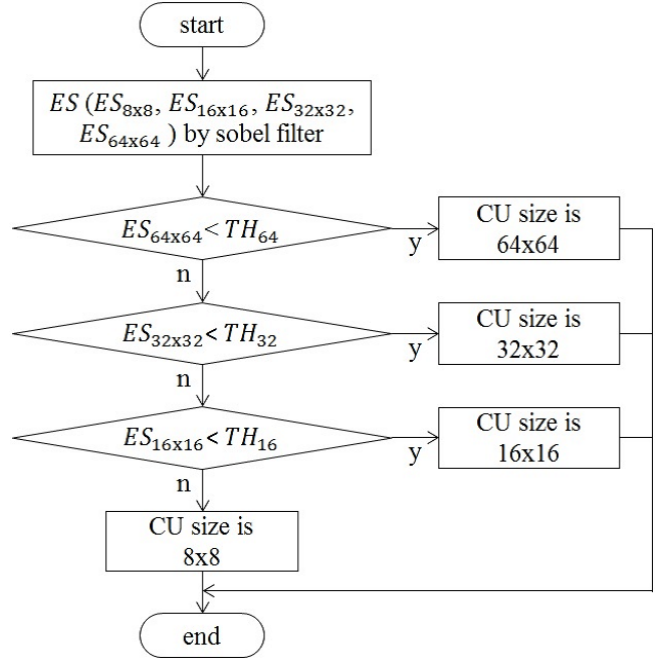 start
ES (ES8x8, ES16x16, ES32x32,
ES64x64 ) by sobel filter
ES64x64 < TH64
y
CU size is
64x64
n
ES32x32 < TH32
y
CU size is
32x32
n
ES16x16 < TH16
y
CU size is
16x16
n
CU size is
8x8
end